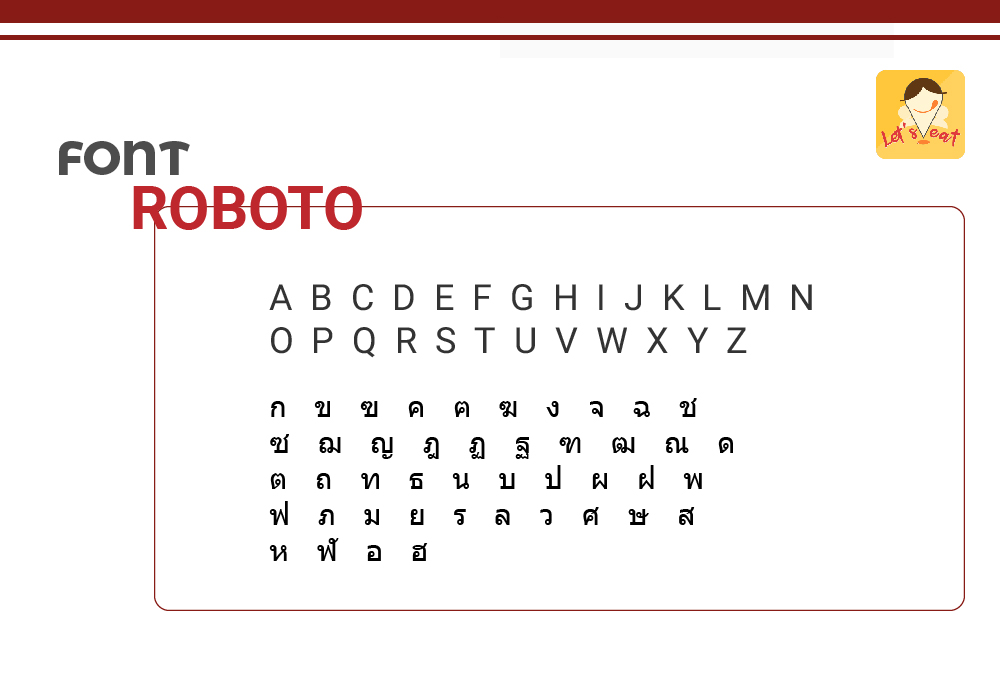 Let's eat
FONT
ROBOTO
A B C D E F G H I J K L M N
O P Q R S T U V W X Y Z
ก ข ฃ ค ฅ ฆ ง จ ฉ ช
ซ ฌ ญ ฎ ฏ ฐ ฑ ฒ ณ ด
ต ถ ท ธ น บ ป ผ ฝ พ
ฟ ภ ม ย ร ล ว ศ ษ ส
ห ฬ อ ฮ